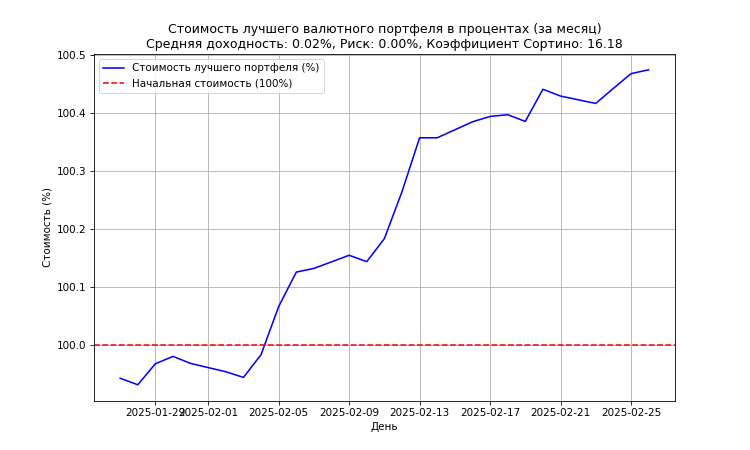 Стоимость лучшего валютного портфеля в процентах (за месяц)
Средняя доходность: 0.02%, Риск: 0.00%, Коэффициент Сортино: 16.18
Стоимость лучшего портфеля (%)
Начальная стоимость (100%)
Стоимость (%)
100.5
100.4
100.3
100.2
100.1
100.0
2025-01-29
2025-02-01
2025-02-05
2025-02-09
2025-02-13
2025-02-17
2025-02-21
2025-02-25
День